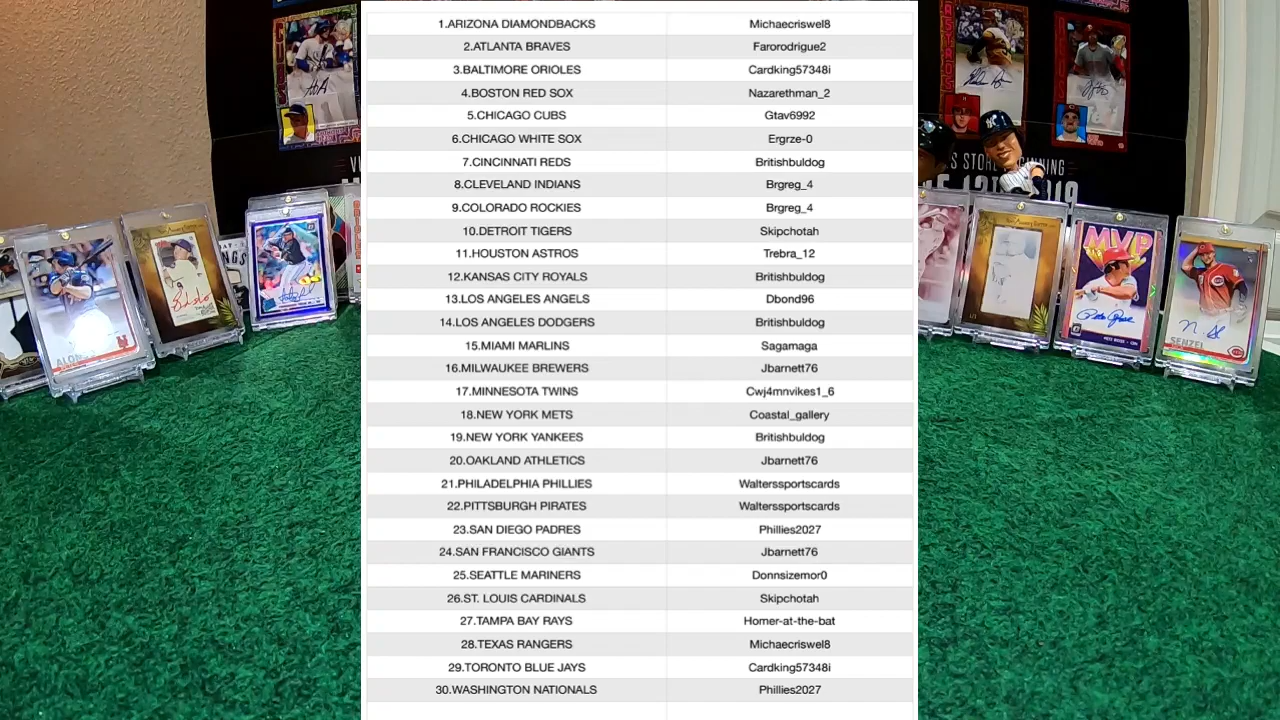 1.ARIZONA DIAMONDBACKS Michaecriswel8
2.ATLANTA BRAVES Farorodrigue2
3.BALTIMORE ORIOLES Cardking57348i
4.BOSTON RED SOX Nazarethman_2
5.CHICAGO CUBS Gtav6992
6.CHICAGO WHITE SOX Ergrze-0
7.CINCINNATI REDS Britishbuldog
8.CLEVELAND INDIANS Brgreg_4
9.COLORADO ROCKIES Brgreg_4
10.DETROIT TIGERS Skipchotah
11.HOUSTON ASTROS Trebra_12
12.KANSAS CITY ROYALS Britishbuldog
13.LOS ANGELES ANGELS Dbond96
14.LOS ANGELES DODGERS Britishbuldog
15.MIAMI MARLINS Sagamaga
16.MILWAUKEE BREWERS Jbarnett76
17.MINNESOTA TWINS Cwj4mnvikes1_6
18.NEW YORK METS Coastal_gallery
19.NEW YORK YANKEES Britishbuldog
20.OAKLAND ATHLETICS Jbarnett76
21.PHILADELPHIA PHILLIES Walterssportscards
22.PITTSBURGH PIRATES Walterssportscards
23.SAN DIEGO PADRES Phillies2027
24.SAN FRANCISCO GIANTS Jbarnett76
25.SEATTLE MARINERS Donnsizemor0
26.ST. LOUIS CARDINALS Skipchotah
27.TAMPA BAY RAYS Homer-at-the-bat
28.TEXAS RANGERS Michaecriswel8
29.TORONTO BLUE JAYS Cardking57348i
30.WASHINGTON NATIONALS Phillies2027
CUBS
MVP
SENZEL